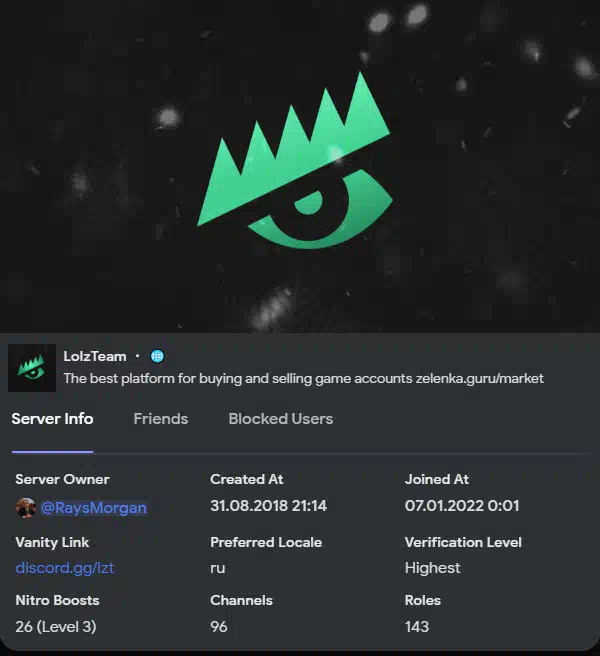 LolzTeam •
The best platform for buying and selling game accounts zelenka.guru/market
Server Info Friends Blocked Users
Server Owner Created At Joined At
@RaysMorgan 31.08.2018 21:14 07.01.2022 0:01
Vanity Link Preferred Locale Verification Level
discord.gg/lzt ru Highest
Nitro Boosts Channels Roles
26 (Level 3) 96 143